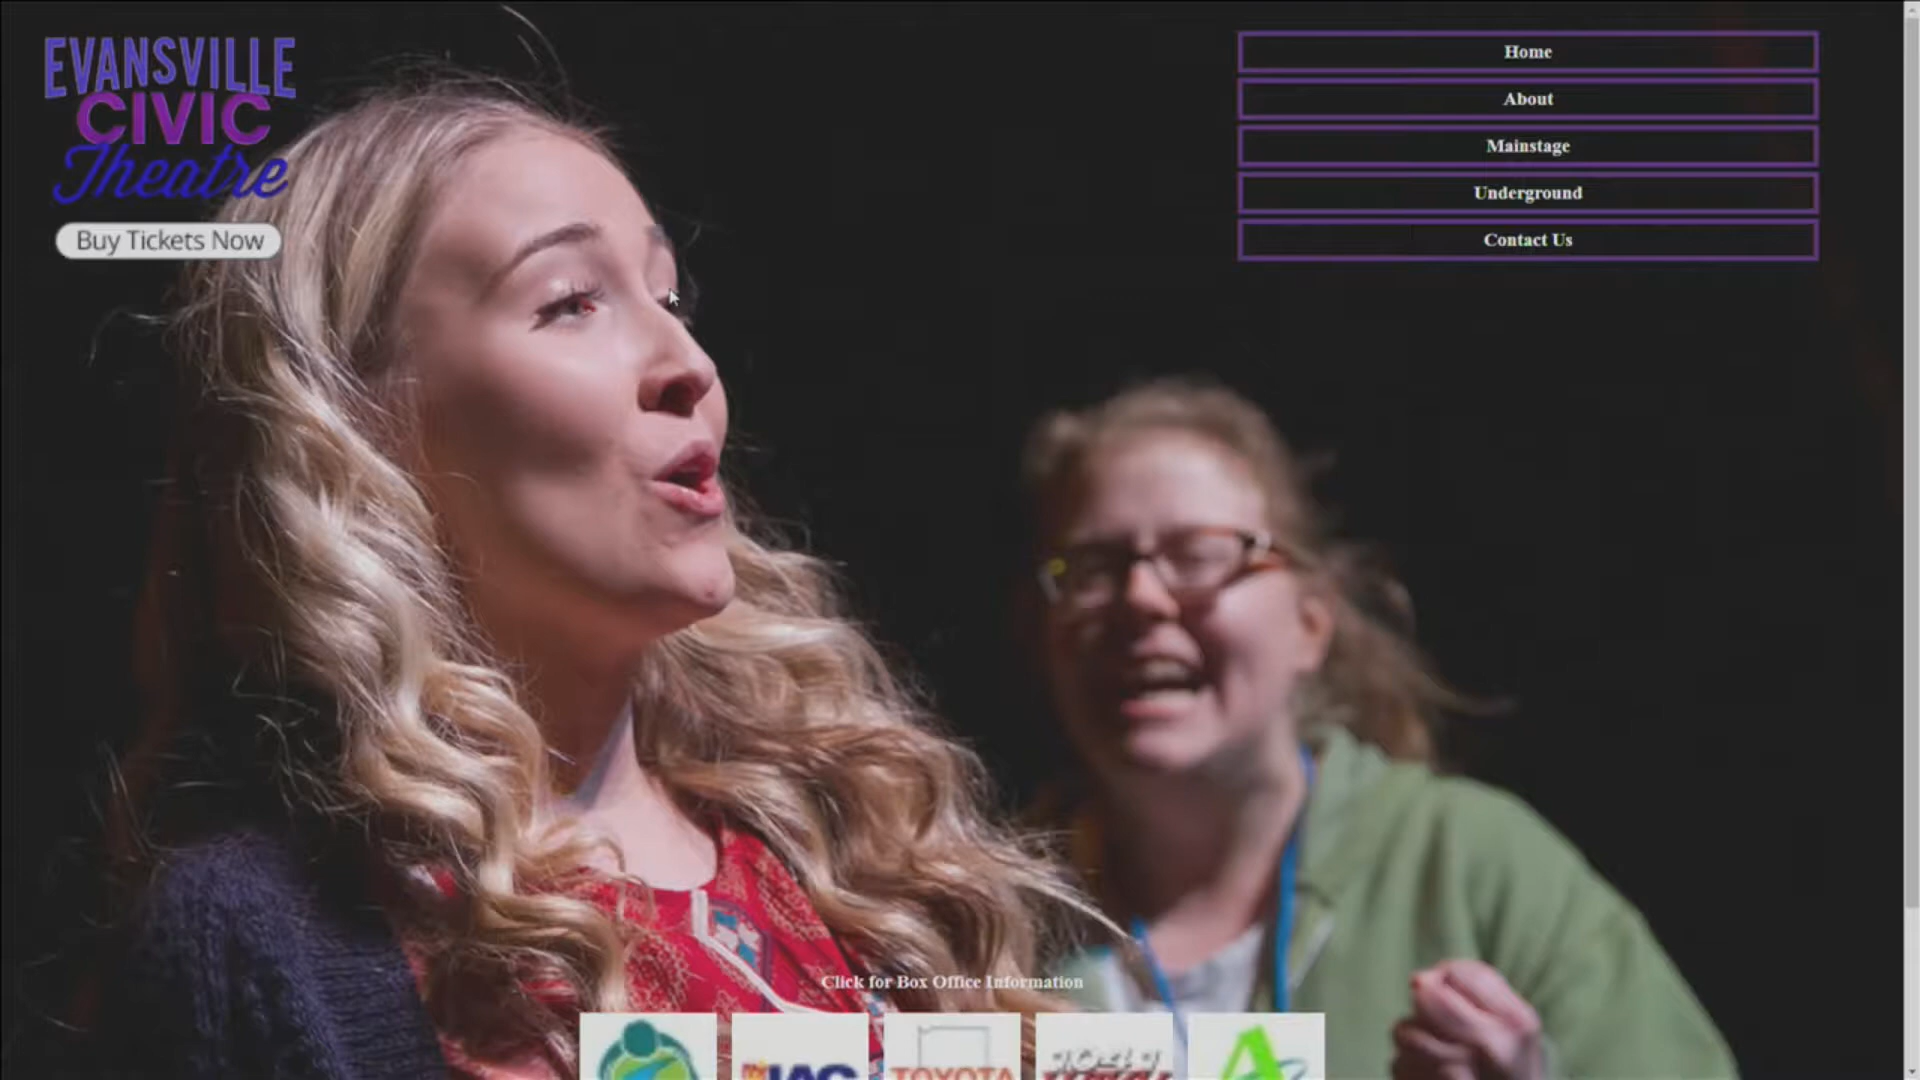 EVANSVILLE
CIVIC
Theatre
Buy Tickets Now
Home
About
Mainstage
Underground
Contact Us
Click for Box Office Information
TOYOTA